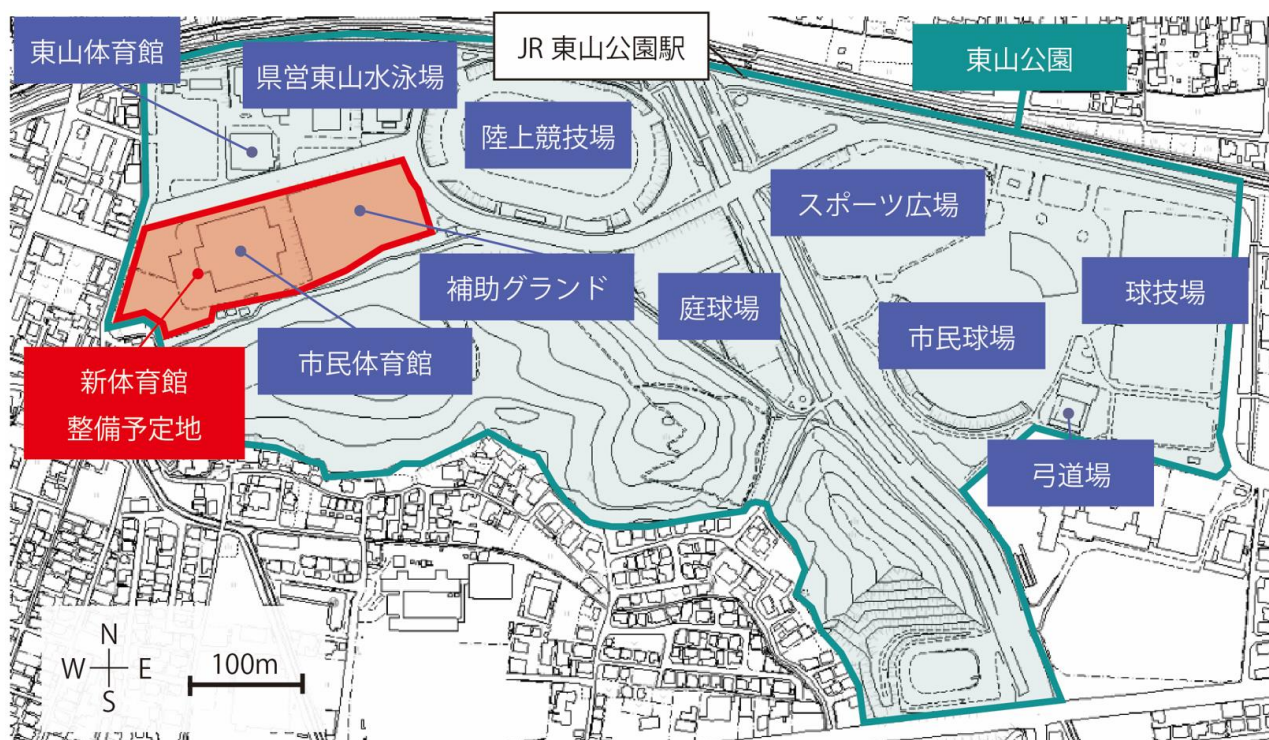 東山体育館
県営東山水泳場
JR 東山公園駅
東山公園
陸上競技場
スポーツ広場
補助グランド
庭球場
球技場
市民球場
市民体育館
新体育館
整備予定地
弓道場
N
W
E
S
100m